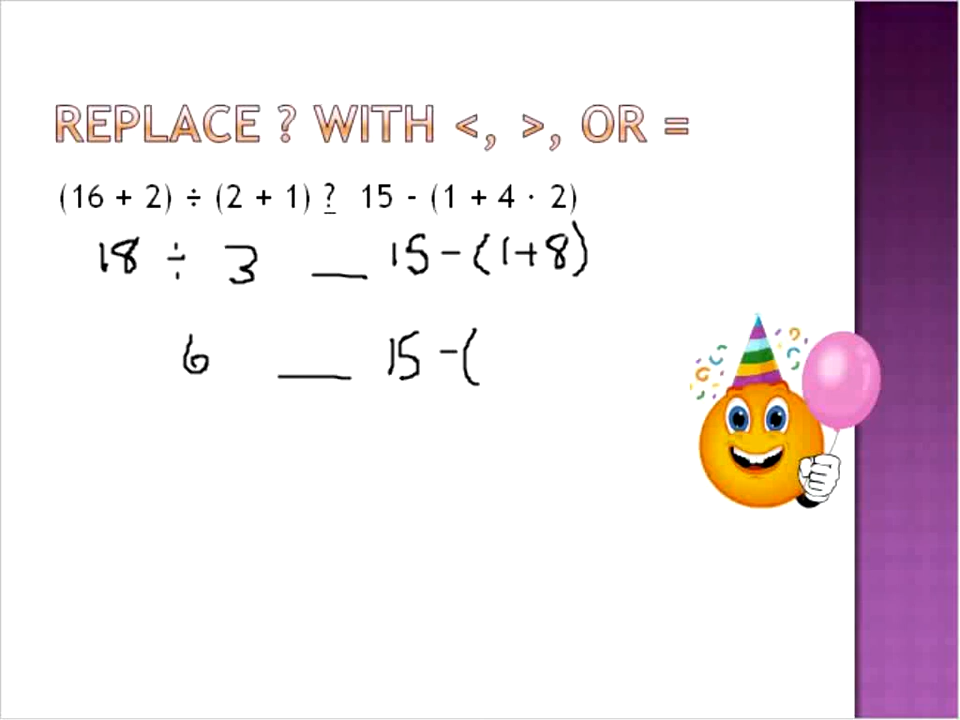 REPLACE ? WITH <, >, OR =
(16 + 2) ÷ (2 + 1) ? 15 - (1 + 4 · 2)
18 ÷ 3 __ 15 - (1+8)
6 __ 15 - (